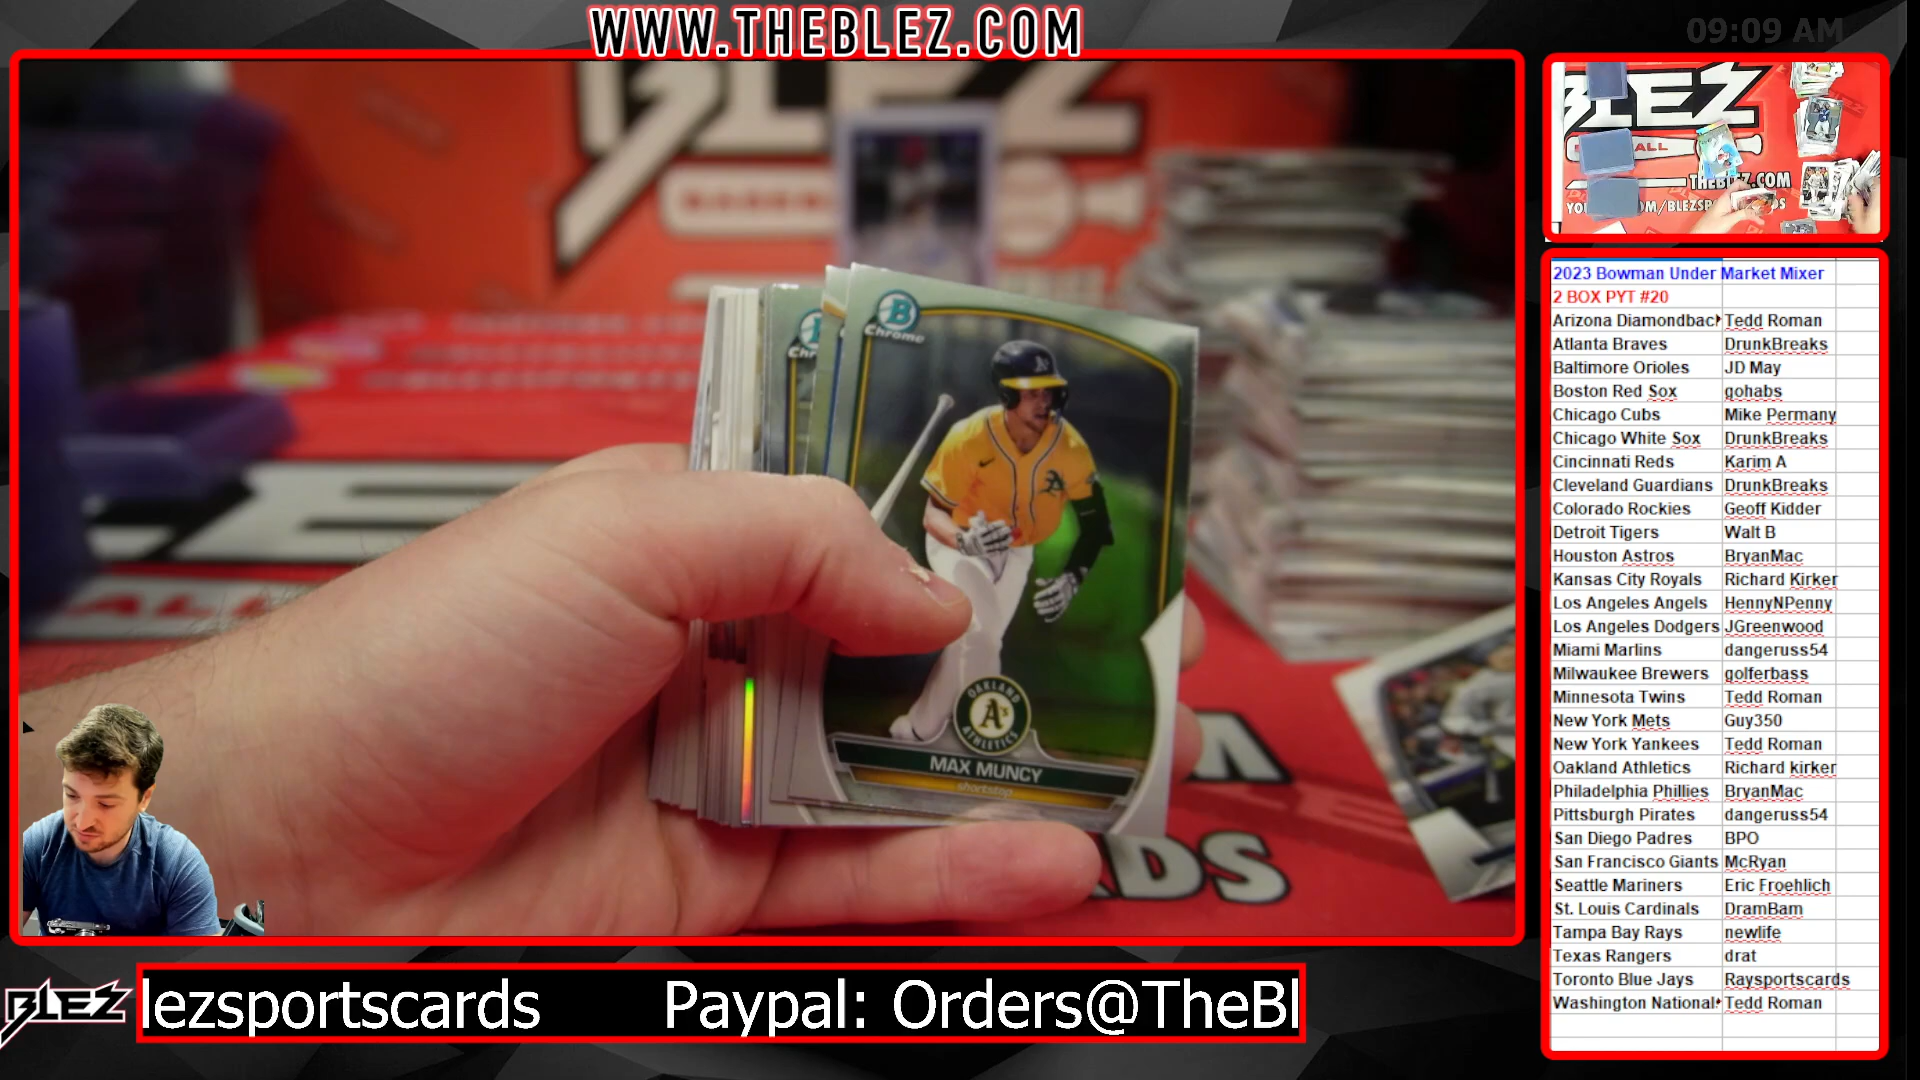 WWW.THEBLEZ.COM
09:09 AM
BLEZ
B
Chrome
OAKLAND
A's
ATHLETICS
MAX MUNCY
shortstop
THEBLEZ.COM
2023 Bowman Under Market Mixer
2 BOX PYT #20
Arizona Diamondbac Tedd Roman
Atlanta Braves DrunkBreaks
Baltimore Orioles JD May
Boston Red Sox gohabs
Chicago Cubs Mike Permany
Chicago White Sox DrunkBreaks
Cincinnati Reds Karim A
Cleveland Guardians DrunkBreaks
Colorado Rockies Geoff Kidder
Detroit Tigers Walt B
Houston Astros BryanMac
Kansas City Royals Richard Kirker
Los Angeles Angels HennyNPenny
Los Angeles Dodgers JGreenwood
Miami Marlins dangeruss54
Milwaukee Brewers golferbass
Minnesota Twins Tedd Roman
New York Mets Guy350
New York Yankees Tedd Roman
Oakland Athletics Richard kirker
Philadelphia Phillies BryanMac
Pittsburgh Pirates dangeruss54
San Diego Padres BPO
San Francisco Giants McRyan
Seattle Mariners Eric Froehlich
St. Louis Cardinals DramBam
Tampa Bay Rays newlife
Texas Rangers drat
Toronto Blue Jays Raysportscards
Washington National Tedd Roman
BLEZ
lezsportscards Paypal: Orders@TheBl